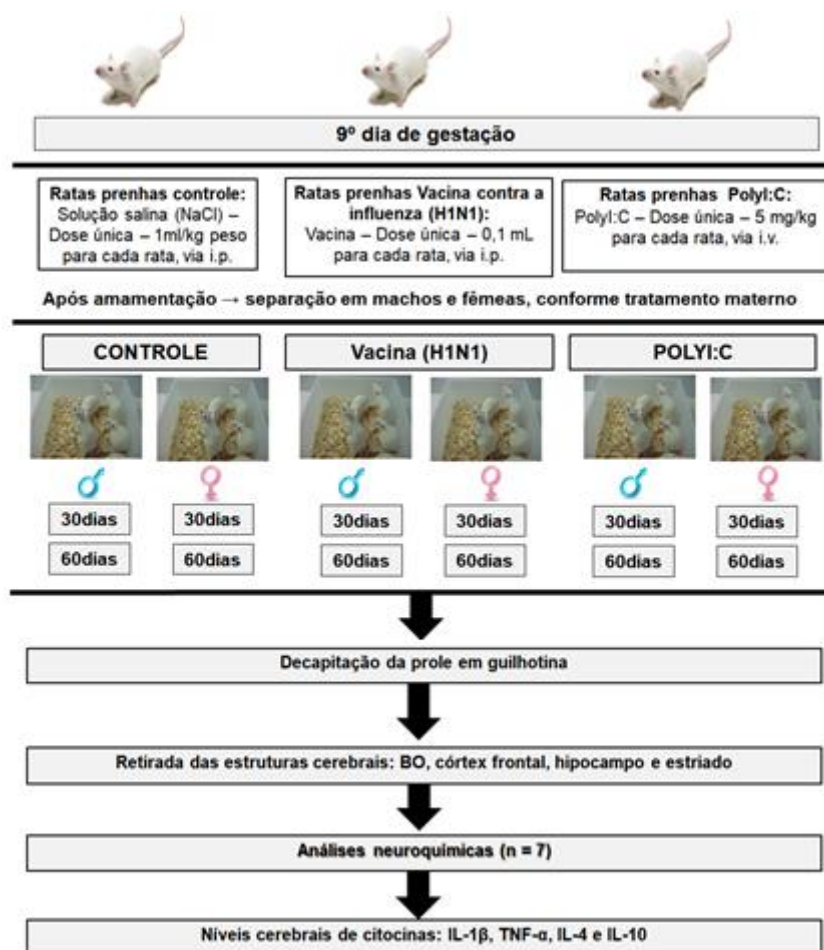 9º dia de gestação
Ratas prenhas controle:
Solução salina (NaCl) –
Dose única – 1ml/kg peso
para cada rata, via i.p.
Ratas prenhas Vacina contra a
influenza (H1N1):
Vacina – Dose única – 0,1 mL
para cada rata, via i.p.
Ratas prenhas PolyI:C:
PolyI:C – Dose única – 5 mg/kg
para cada rata, via i.v.
Após amamentação → separação em machos e fêmeas, conforme tratamento materno
CONTROLE
Vacina (H1N1)
POLYI:C
30dias
30dias
30dias
30dias
30dias
30dias
60dias
60dias
60dias
60dias
60dias
60dias
Decapitação da prole em guilhotina
Retirada das estruturas cerebrais: BO, córtex frontal, hipocampo e estriado
Análises neuroquímicas (n = 7)
Níveis cerebrais de citocinas: IL-1β, TNF-α, IL-4 e IL-10